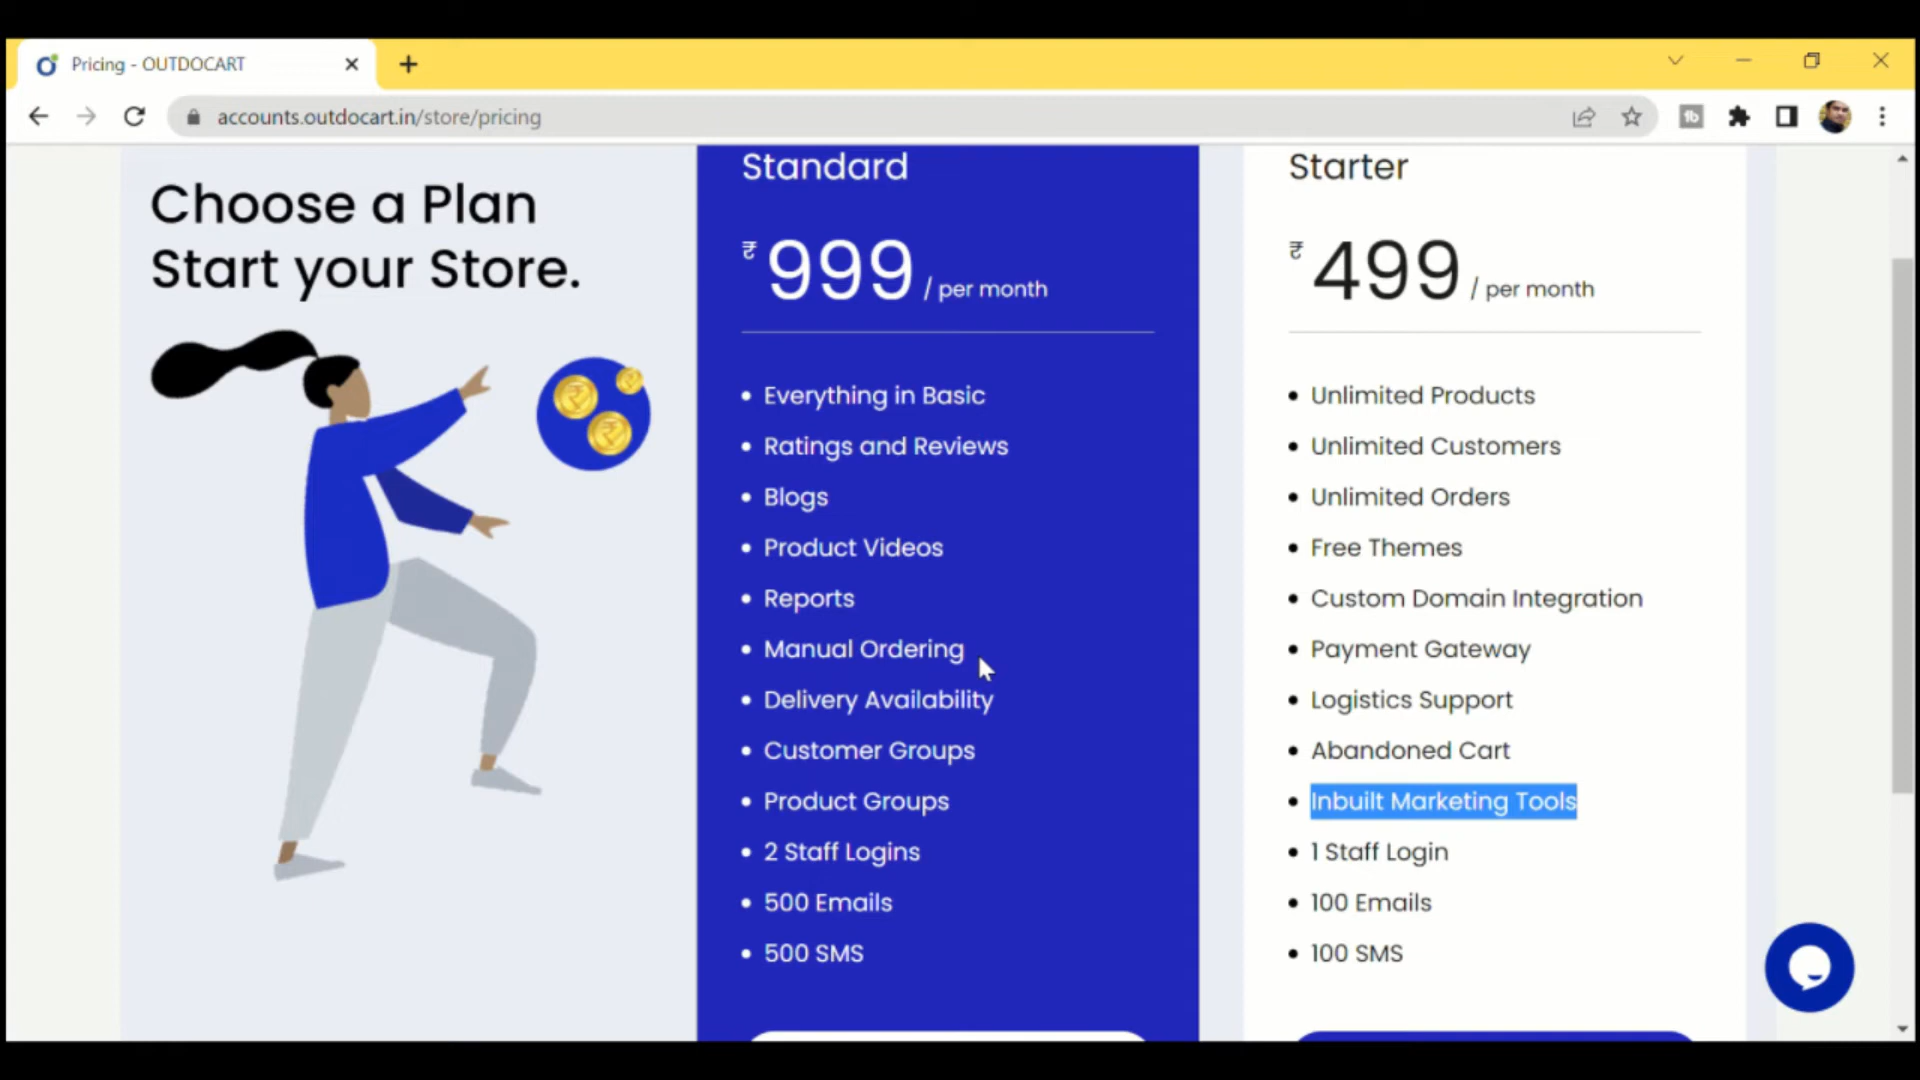 Pricing - OUTDOCART
accounts.outdocart.in/store/pricing
Choose a Plan
Start your Store.
Standard
₹ 999 / per month
Everything in Basic
Ratings and Reviews
Blogs
Product Videos
Reports
Manual Ordering
Delivery Availability
Customer Groups
Product Groups
2 Staff Logins
500 Emails
500 SMS
Starter
₹ 499 / per month
Unlimited Products
Unlimited Customers
Unlimited Orders
Free Themes
Custom Domain Integration
Payment Gateway
Logistics Support
Abandoned Cart
Inbuilt Marketing Tools
1 Staff Login
100 Emails
100 SMS